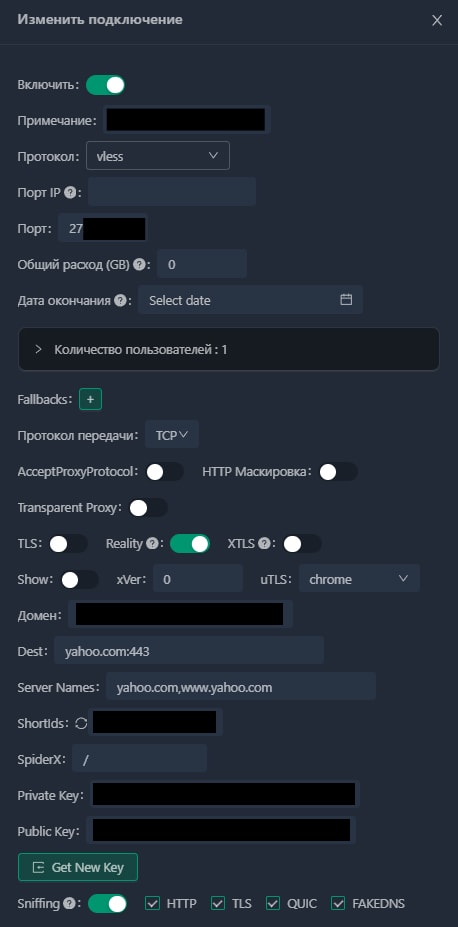 Изменить подключение
Включить:
Примечание:
Протокол: vless
Порт IP ? :
Порт: 27
Общий расход (GB) ? : 0
Дата окончания ? : Select date
Количество пользователей : 1
Fallbacks: +
Протокол передачи: TCP
AcceptProxyProtocol: HTTP Маскировка:
Transparent Proxy:
TLS: Reality ? : XTLS ? :
Show: xVer: 0 uTLS: chrome
Домен:
Dest: yahoo.com:443
Server Names: yahoo.com,www.yahoo.com
ShortIds:
SpiderX: /
Private Key:
Public Key:
Get New Key
Sniffing ? : HTTP TLS QUIC FAKEDNS